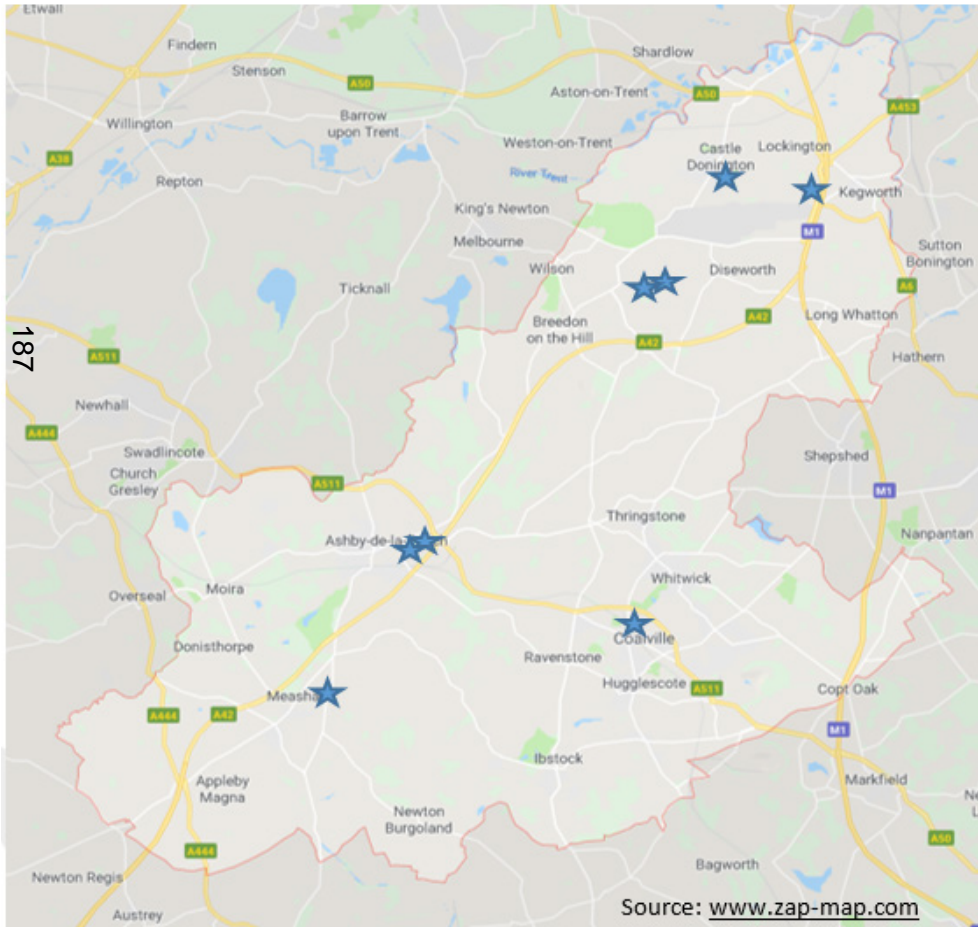 Etwall
Findern
Shardlow
Stenson
A50
Aston-on-Trent
A50
A453
Barrow
upon Trent
Willington
Weston-on-Trent
Castle
Donington
Lockington
A38
River Trent
Repton
Kegworth
King's Newton
M1
Melbourne
Sutton
Bonington
Wilson
Diseworth
Ticknall
A6
Long Whatton
A42
Breedon
on the Hill
187
A42
A511
Hathern
Newhall
A444
Swadlincote
Shepshed
Church
Gresley
A511
M1
Thringstone
Nanpantan
Ashby-de-la-
Whitwick
Moira
Overseal
Coalville
Donisthorpe
Ravenstone
Hugglescote
A511
Copt Oak
Measha
A444
A42
M1
Ibstock
Appleby
Magna
Markfield
Newton
Burgoland
Ne
L
A50
A444
Bagworth
Newton Regis
Austrey
Source: www.zap-map.com